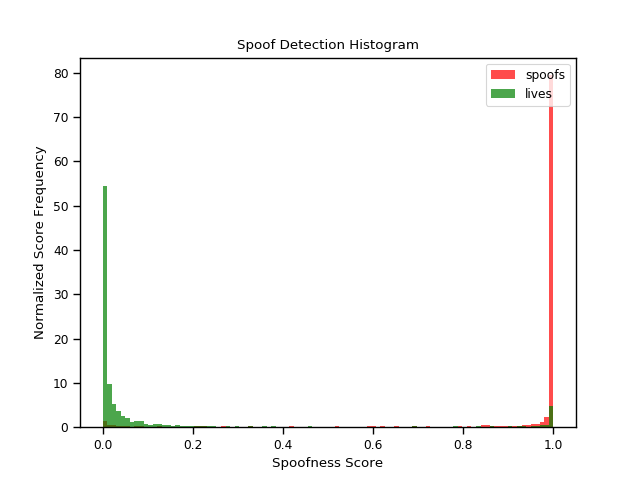 Spoof Detection Histogram
spoofs
lives
Normalized Score Frequency
80
70
60
50
40
30
20
10
0
0.0 0.2 0.4 0.6 0.8 1.0
Spoofness Score